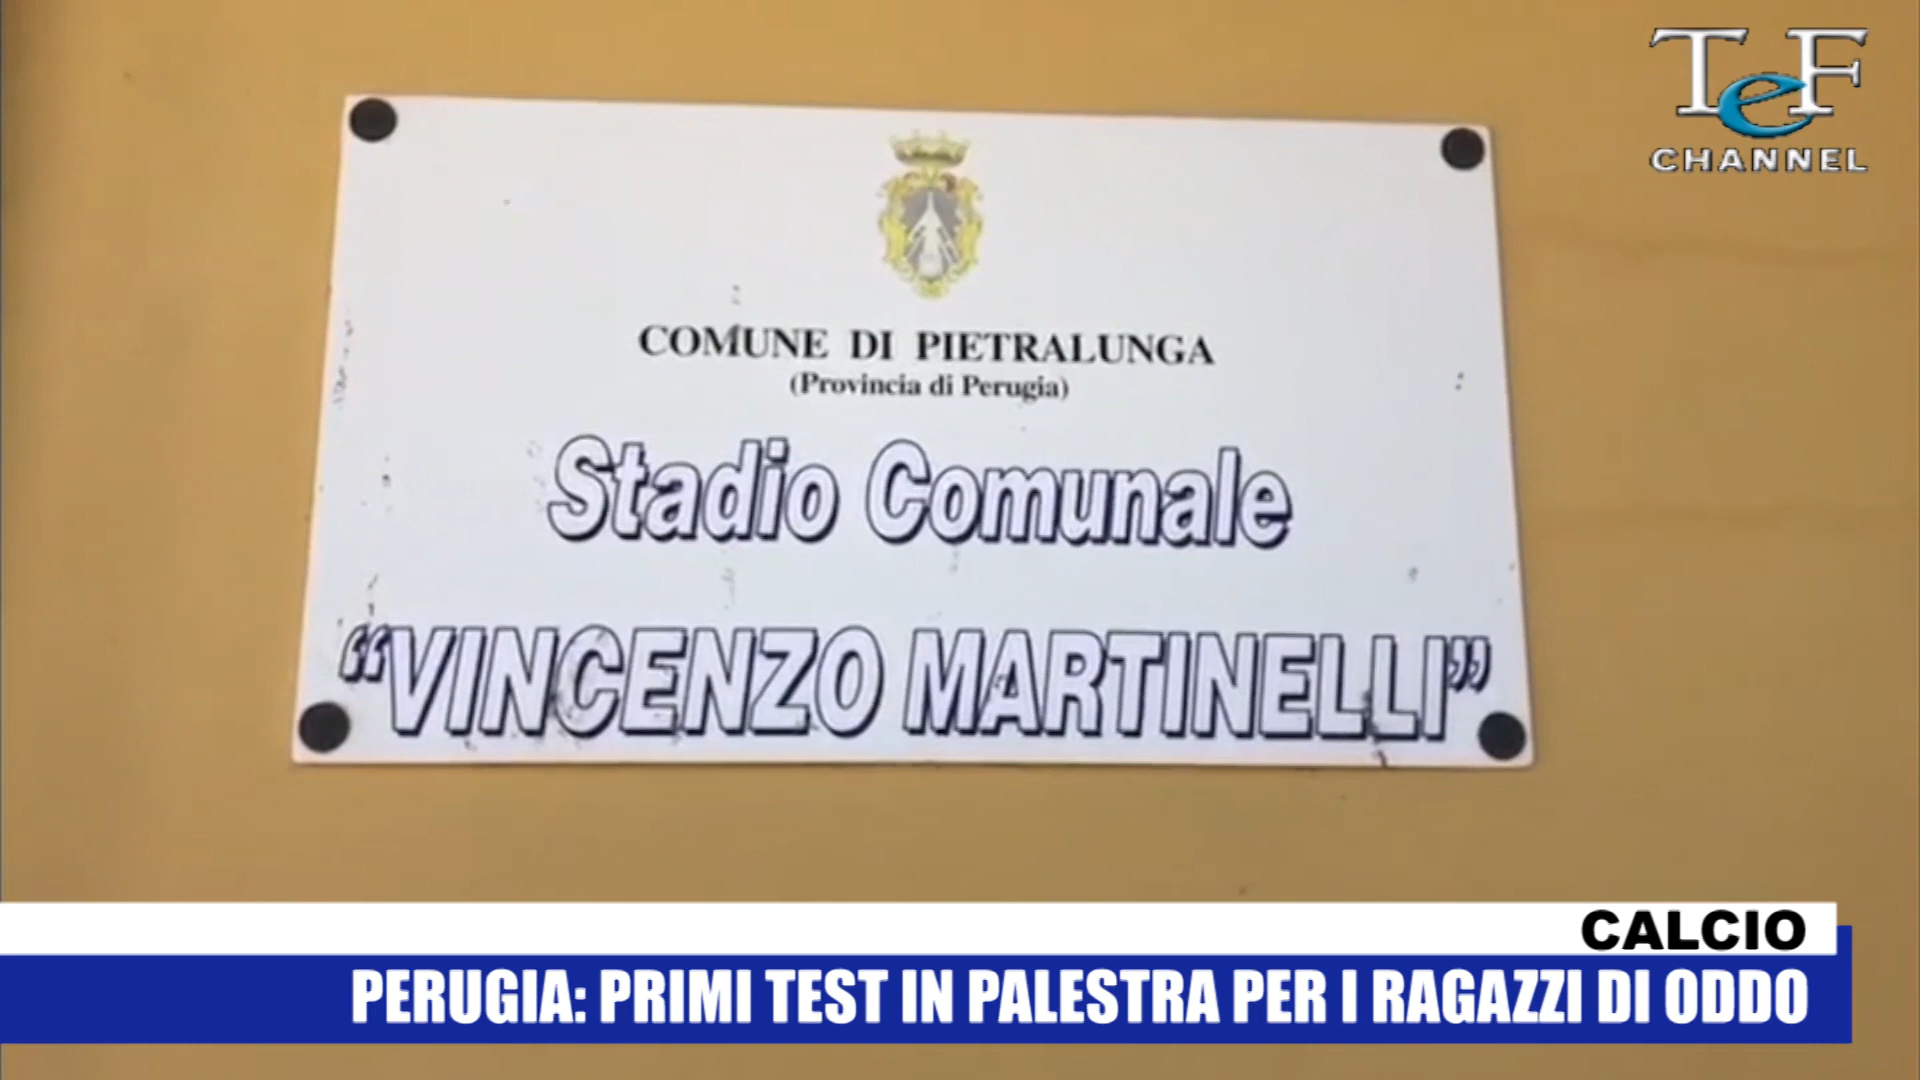 TeF
CHANNEL
COMUNE DI PIETRALUNGA
(Provincia di Perugia)
Stadio Comunale
“VINCENZO MARTINELLI”
CALCIO
PERUGIA: PRIMI TEST IN PALESTRA PER I RAGAZZI DI ODDO